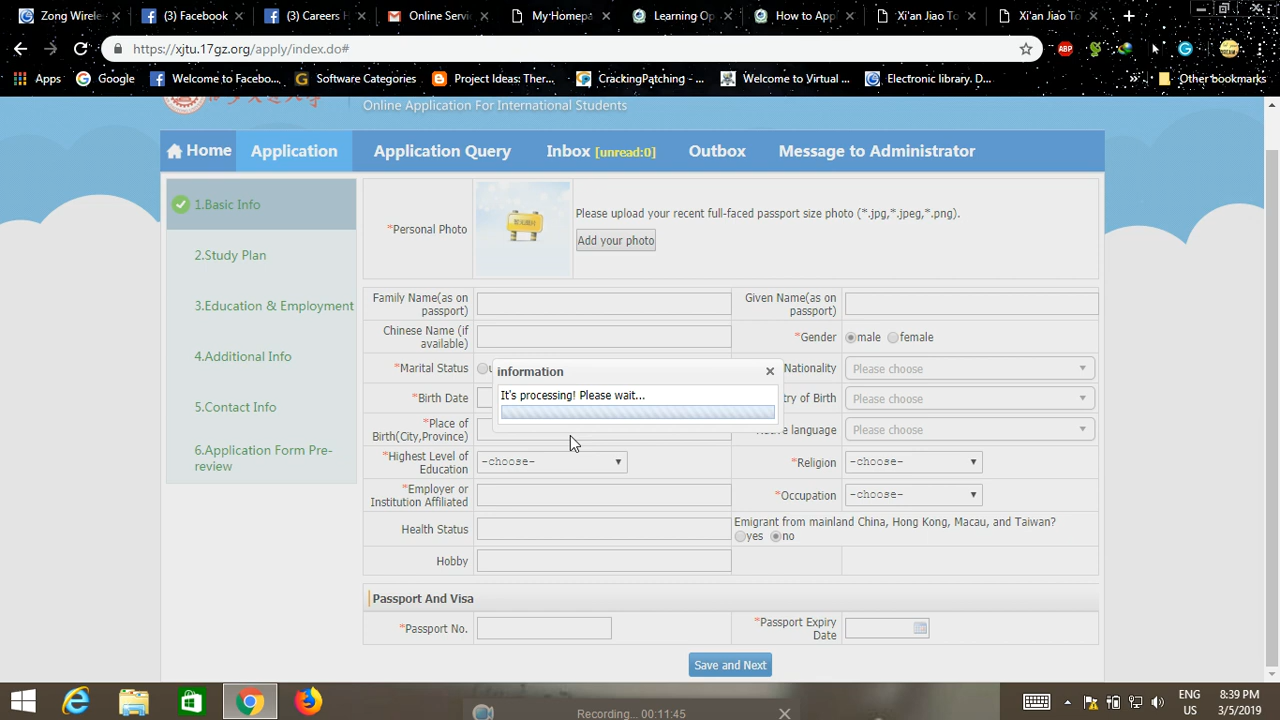 Zong Wirele
(3) Facebook
(3) Careers H
Online Servic
My Homepa
Learning Op
How to Appl
Xi'an Jiao To
Xi'an Jiao To
https://xjtu.17gz.org/apply/index.do#
ABP
Apps
Google
Welcome to Facebo...
Software Categories
Project Ideas: Ther...
CrackingPatching - ...
Welcome to Virtual ...
Electronic library. D...
Other bookmarks
Online Application For International Students
Home
Application
Application Query
Inbox [unread:0]
Outbox
Message to Administrator
1.Basic Info
2.Study Plan
3.Education & Employment
4.Additional Info
5.Contact Info
6.Application Form Pre-
review
*Personal Photo
Please upload your recent full-faced passport size photo (*.jpg,*.jpeg,*.png).
Add your photo
Family Name(as on
passport)
Given Name(as on
passport)
Chinese Name (if
available)
*Gender
male
female
*Marital Status
Nationality
Please choose
*Birth Date
try of Birth
Please choose
*Place of
Birth(City,Province)
language
Please choose
information
It's processing! Please wait...
*Highest Level of
Education
-choose-
*Religion
-choose-
*Employer or
Institution Affiliated
*Occupation
-choose-
Health Status
Emigrant from mainland China, Hong Kong, Macau, and Taiwan?
yes
no
Hobby
Passport And Visa
*Passport No.
*Passport Expiry
Date
Save and Next
Recording... 00:11:45
ENG
US
8:39 PM
3/5/2019